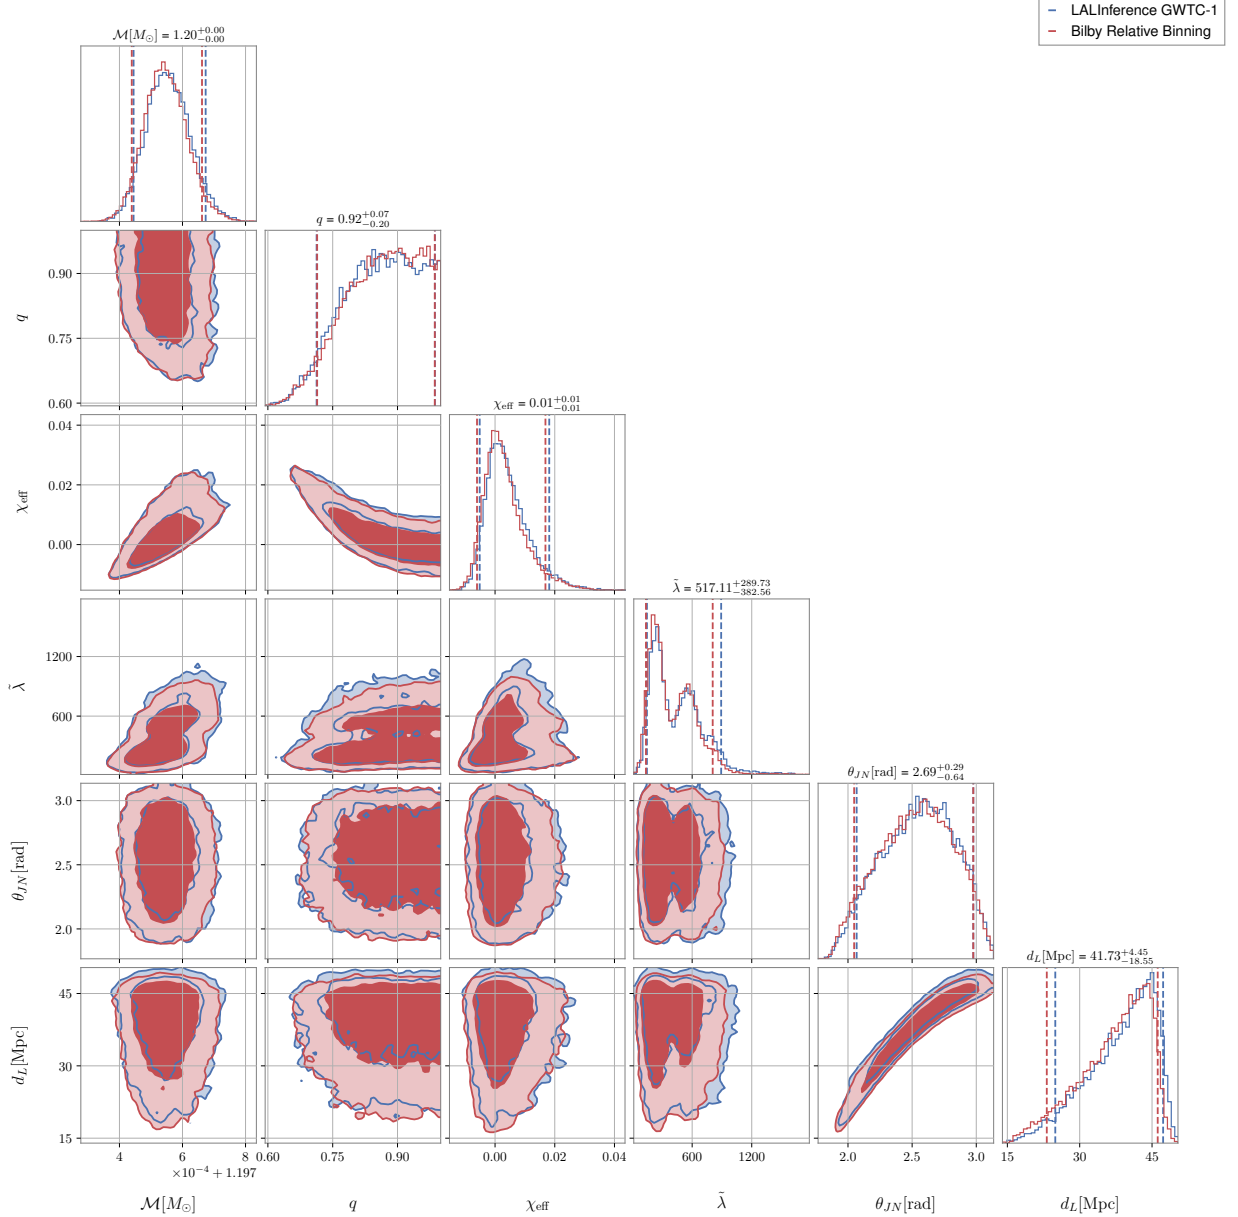 LALInference GWTC-1
Bilby Relative Binning
ℳ[M⊙] = 1.20+0.00−0.00
q = 0.92+0.07−0.20
0.90
0.75
0.60
q
χeff = 0.01+0.01−0.01
0.04
0.02
0.00
χeff
λ̃ = 517.11+289.73−382.56
1200
600
λ̃
θJN[rad] = 2.69+0.29−0.64
3.0
2.5
2.0
θJN[rad]
dL[Mpc] = 41.73+4.45−18.55
45
30
15
dL[Mpc]
4 6 8 0.60 0.75 0.90 0.00 0.02 0.04 600 1200 2.0 2.5 3.0 15 30 45
×10−4 + 1.197
ℳ[M⊙] q χeff λ̃ θJN[rad] dL[Mpc]